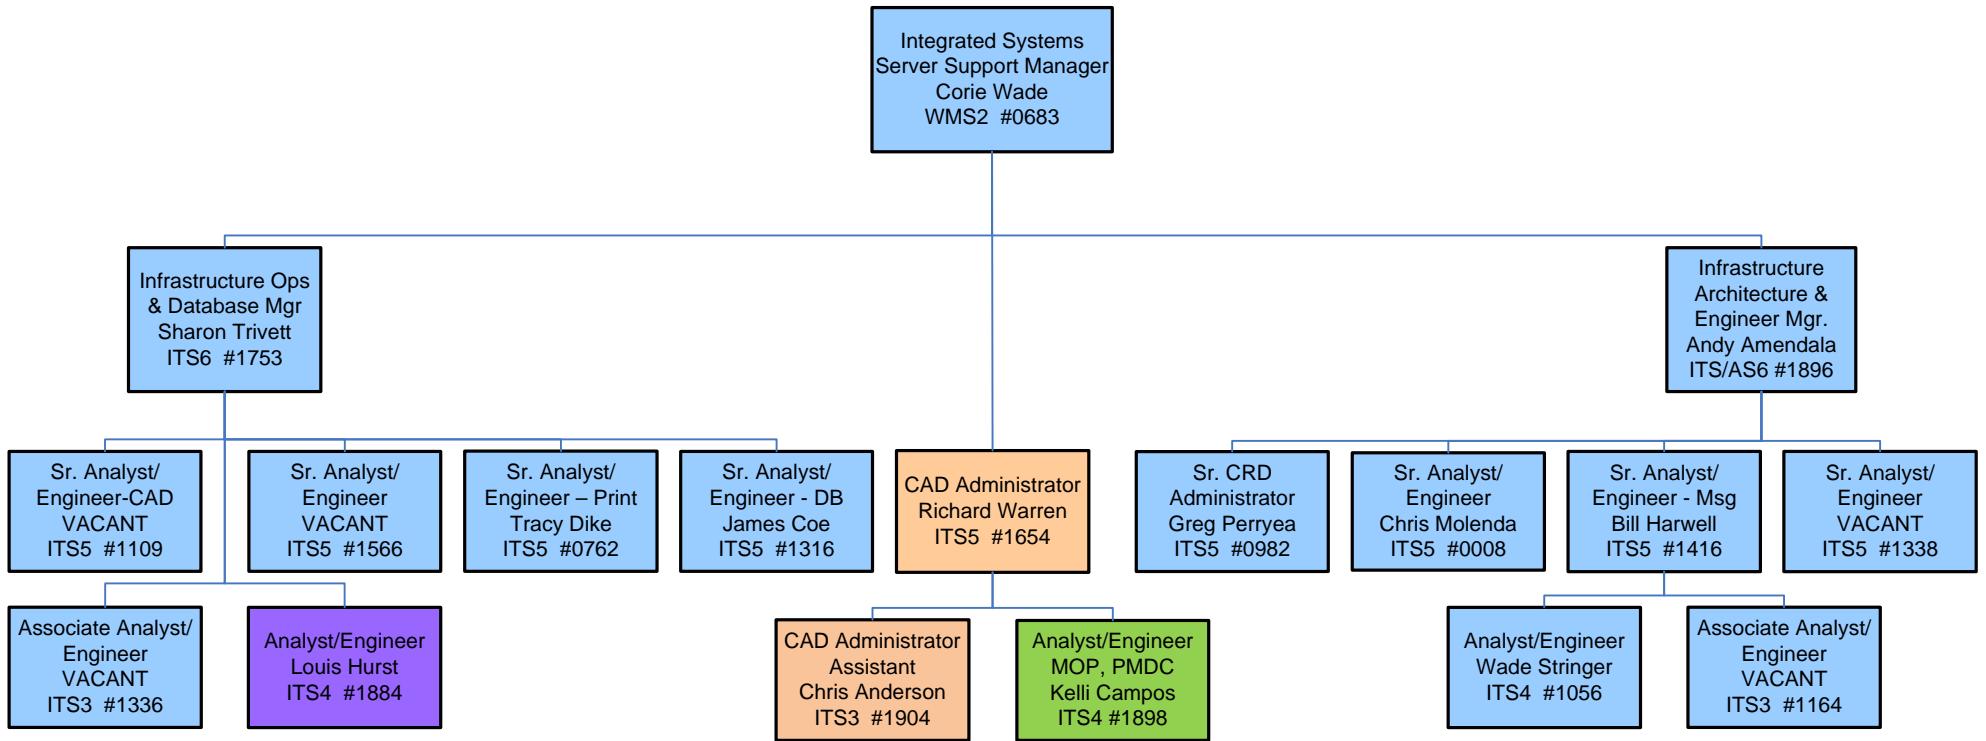 Integrated Systems
Server Support Manager
Corie Wade
WMS2  #0683
Infrastructure Ops
& Database Mgr
Sharon Trivett
ITS6  #1753
Infrastructure
Architecture &
Engineer Mgr.
Andy Amendala
ITS/AS6 #1896
Sr. Analyst/
Engineer-CAD
VACANT
ITS5  #1109
Sr. Analyst/
Engineer
VACANT
ITS5  #1566
Sr. Analyst/
Engineer – Print
Tracy Dike
ITS5  #0762
Sr. Analyst/
Engineer - DB
James Coe
ITS5  #1316
CAD Administrator
Richard Warren
ITS5  #1654
Sr. CRD
Administrator
Greg Perryea
ITS5  #0982
Sr. Analyst/
Engineer
Chris Molenda
ITS5  #0008
Sr. Analyst/
Engineer - Msg
Bill Harwell
ITS5  #1416
Sr. Analyst/
Engineer
VACANT
ITS5  #1338
Associate Analyst/
Engineer
VACANT
ITS3  #1336
Analyst/Engineer
Louis Hurst
ITS4  #1884
CAD Administrator
Assistant
Chris Anderson
ITS3  #1904
Analyst/Engineer
MOP, PMDC
Kelli Campos
ITS4 #1898
Analyst/Engineer
Wade Stringer
ITS4  #1056
Associate Analyst/
Engineer
VACANT
ITS3  #1164